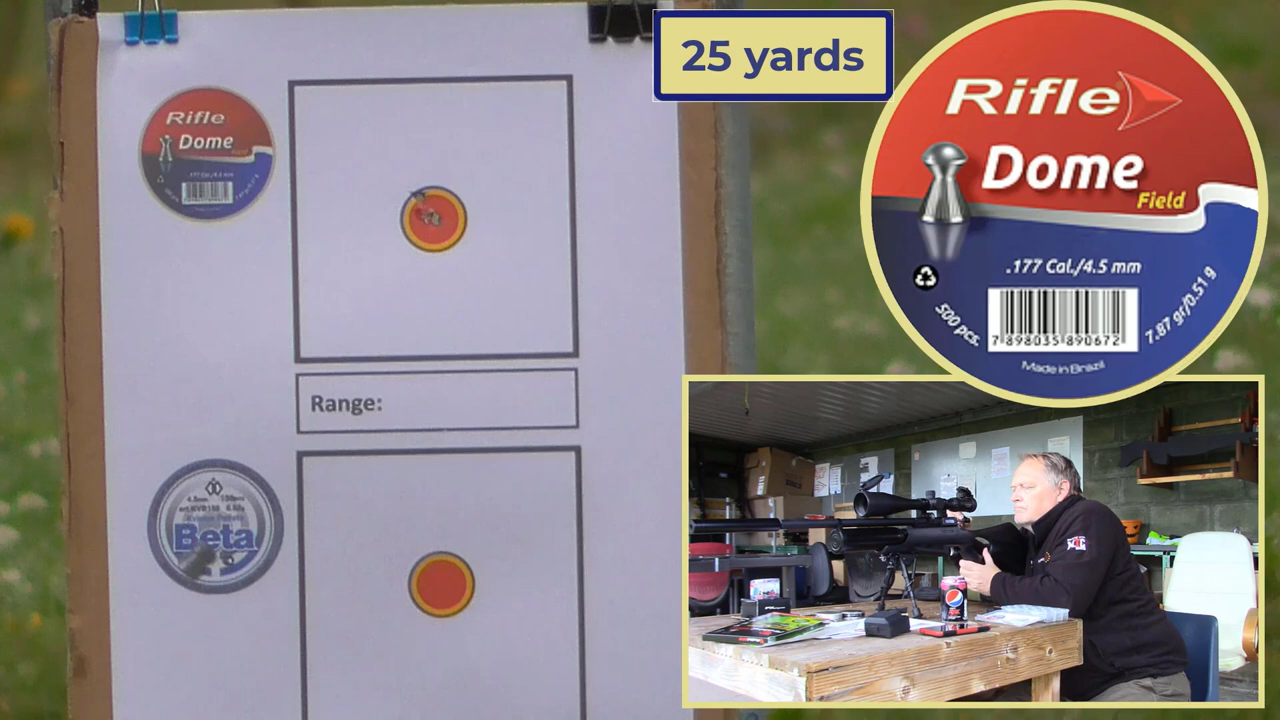 25 yards
Rifle
Dome
Field
.177 Cal./4.5 mm
500 pcs.
7.87 gr/0.51 g
7 898035 890672
Made in Brazil
Rifle
Dome
.177 Cal./4.5 mm
Range:
Beta
pepsi